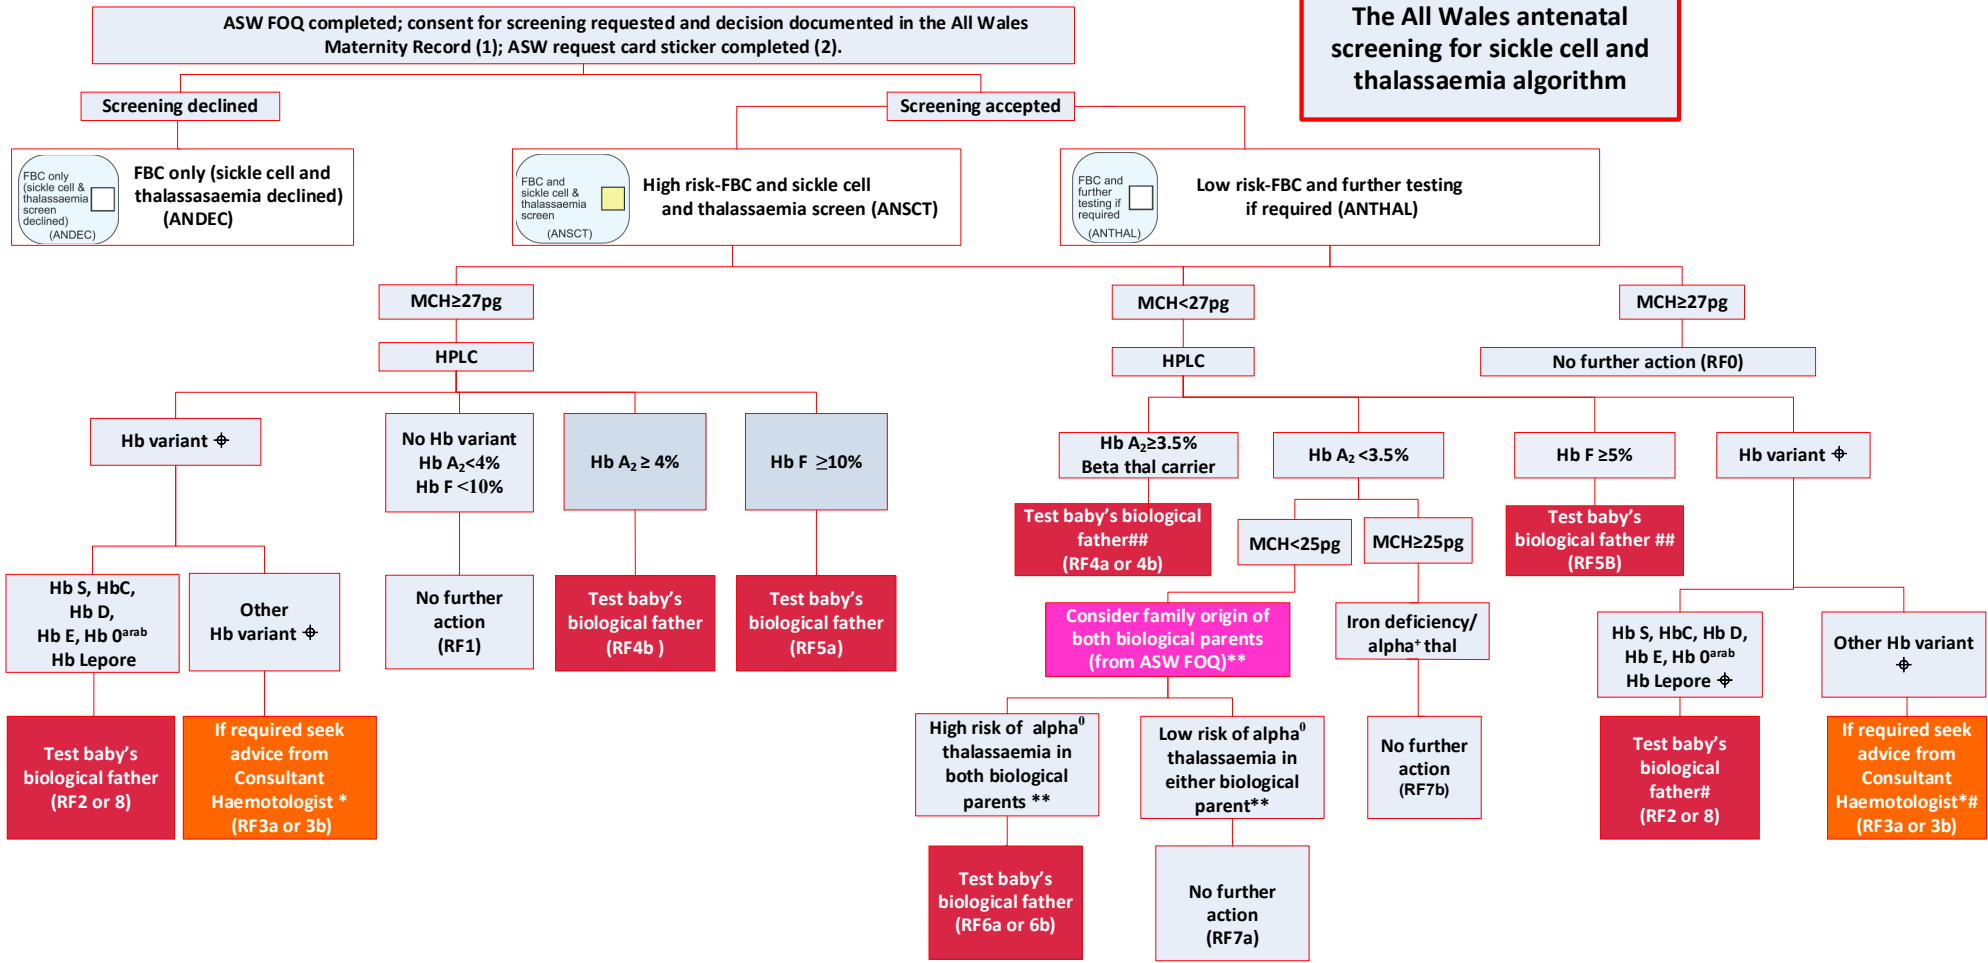 ASW FOQ completed; consent for screening requested and decision documented in the All Wales
Maternity Record (1); ASW request card sticker completed (2).
The All Wales antenatal
screening for sickle cell and
thalassaemia algorithm
Screening declined
Screening accepted
FBC only
(sickle cell &
thalassaemia
screen
declined)
(ANDEC)
FBC only (sickle cell and
thalassasaemia declined)
(ANDEC)
FBC and
sickle cell &
thalassaemia
screen
(ANSCT)
High risk-FBC and sickle cell
and thalassaemia screen (ANSCT)
FBC and
further
testing if
required
(ANTHAL)
Low risk-FBC and further testing
if required (ANTHAL)
MCH≥27pg
MCH<27pg
MCH≥27pg
HPLC
HPLC
No further action (RF0)
Hb variant ⌖
No Hb variant
Hb A₂<4%
Hb F <10%
Hb A₂ ≥ 4%
Hb F ≥10%
Hb A₂≥3.5%
Beta thal carrier
Hb A₂ <3.5%
Hb F ≥5%
Hb variant ⌖
Test baby’s biological
father##
(RF4a or 4b)
MCH<25pg
MCH≥25pg
Test baby’s
biological father ##
(RF5B)
Hb S, HbC,
Hb D,
Hb E, Hb 0ᵃʳᵃᵇ
Hb Lepore
Other
Hb variant ⌖
No further
action
(RF1)
Test baby’s
biological father
(RF4b )
Test baby’s
biological father
(RF5a)
Consider family origin of
both biological parents
(from ASW FOQ)**
Iron deficiency/
alpha⁺ thal
Hb S, HbC, Hb D,
Hb E, Hb 0ᵃʳᵃᵇ
Hb Lepore ⌖
Other Hb variant
⌖
Test baby’s
biological father
(RF2 or 8)
If required seek
advice from
Consultant
Haemotologist *
(RF3a or 3b)
High risk of alpha⁰
thalassaemia in
both biological
parents **
Low risk of alpha⁰
thalassaemia in
either biological
parent**
No further
action
(RF7b)
Test baby’s
biological
father#
(RF2 or 8)
If required seek
advice from
Consultant
Haemotologist*#
(RF3a or 3b)
Test baby’s
biological father
(RF6a or 6b)
No further
action
(RF7a)